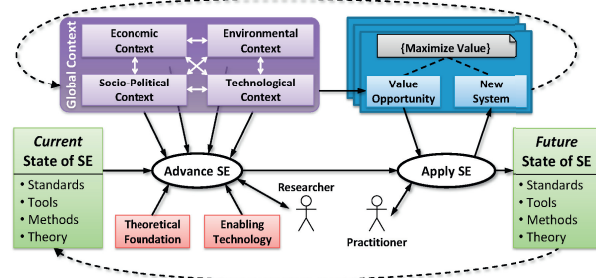 Global Context
Economic
Context
Environmental
Context
Socio-Political
Context
Technological
Context
{Maximize Value}
Value
Opportunity
New
System
Current
State of SE
• Standards
• Tools
• Methods
• Theory
Advance SE
Researcher
Theoretical
Foundation
Enabling
Technology
Apply SE
Practitioner
Future
State of SE
• Standards
• Tools
• Methods
• Theory